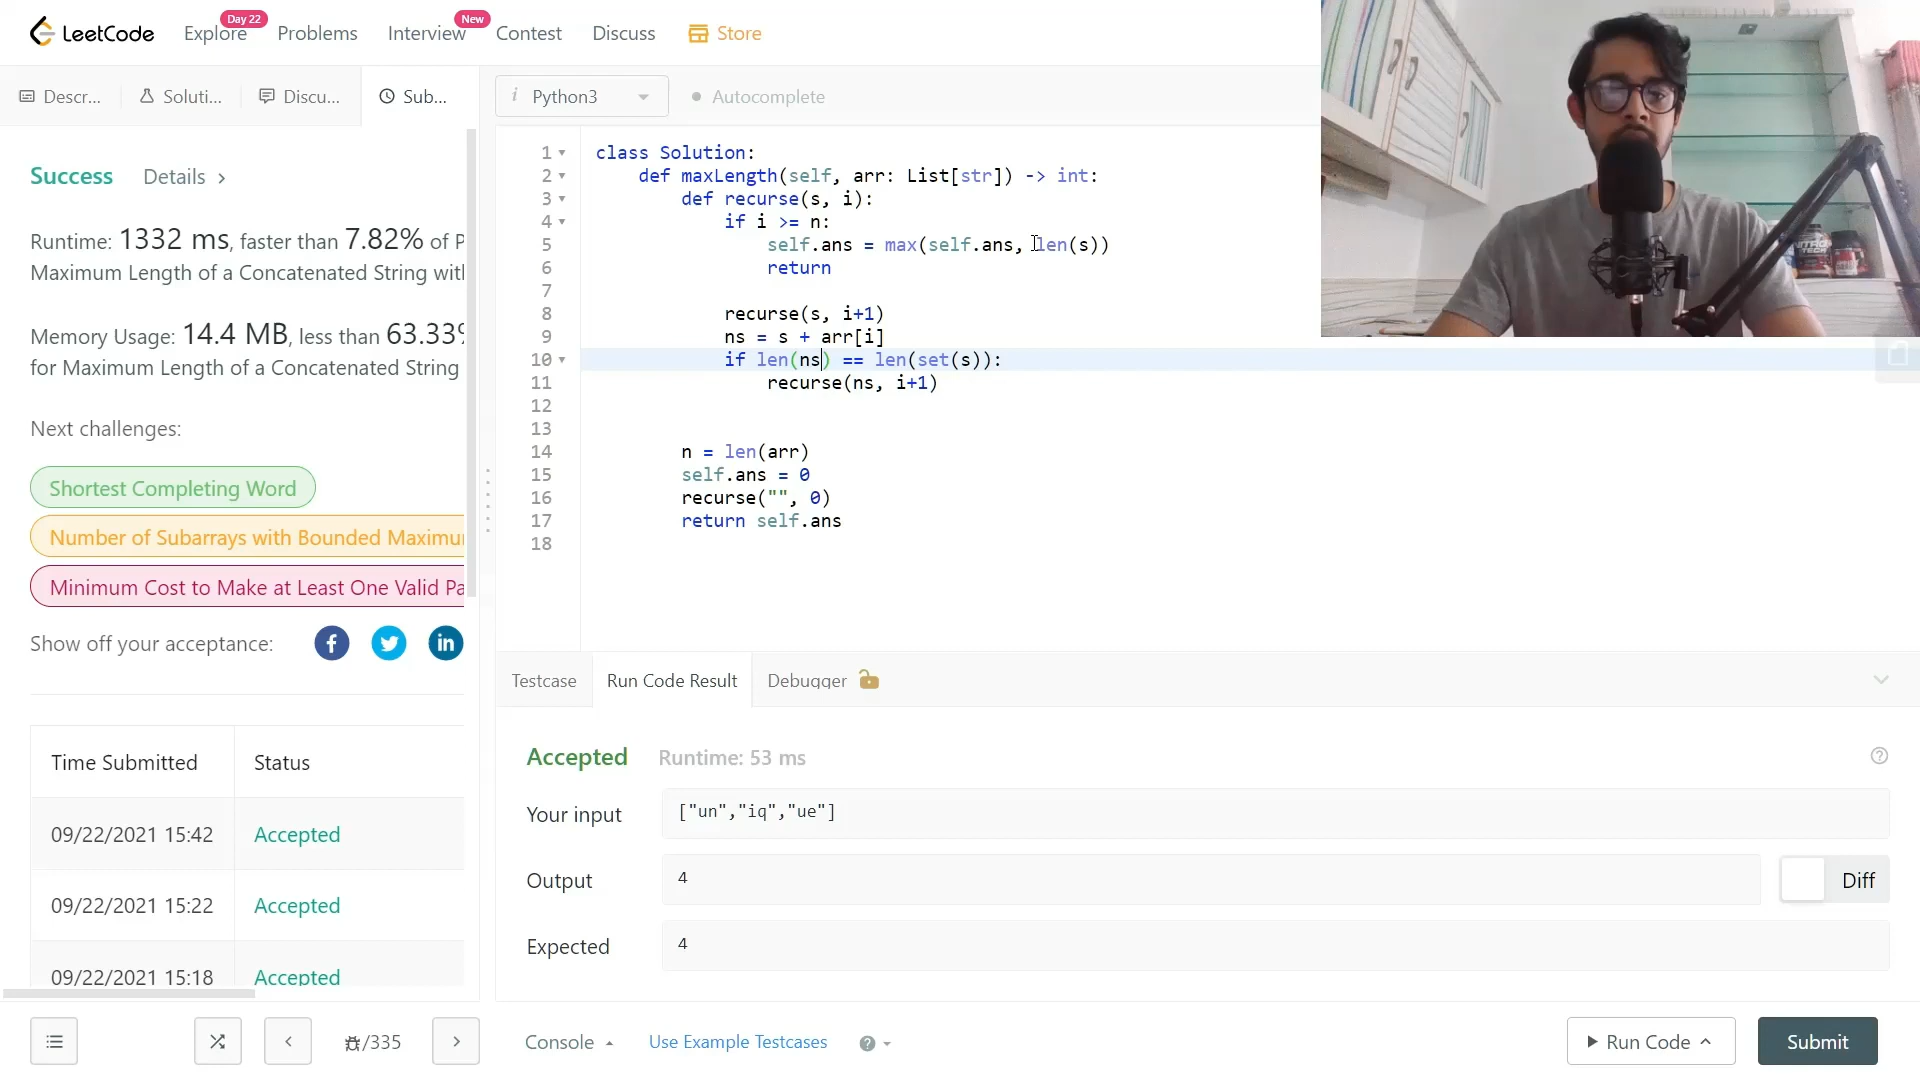 LeetCode
Explore
Day 22
Problems
Interview
New
Contest
Discuss
Store
Descr...
Soluti...
Discu...
Sub...
i Python3
Autocomplete
Success
Details >
Runtime: 1332 ms, faster than 7.82% of P
Maximum Length of a Concatenated String wit
Memory Usage: 14.4 MB, less than 63.33%
for Maximum Length of a Concatenated String
Next challenges:
Shortest Completing Word
Number of Subarrays with Bounded Maximu
Minimum Cost to Make at Least One Valid Pa
Show off your acceptance:
Time Submitted Status
09/22/2021 15:42 Accepted
09/22/2021 15:22 Accepted
09/22/2021 15:18 Accepted
/335
1 class Solution:
2 def maxLength(self, arr: List[str]) -> int:
3 def recurse(s, i):
4 if i >= n:
5 self.ans = max(self.ans, len(s))
6 return
7
8 recurse(s, i+1)
9 ns = s + arr[i]
10 if len(ns) == len(set(s)):
11 recurse(ns, i+1)
12
13
14 n = len(arr)
15 self.ans = 0
16 recurse("", 0)
17 return self.ans
18
Testcase
Run Code Result
Debugger
Accepted
Runtime: 53 ms
Your input
["un","iq","ue"]
Output
4
Diff
Expected
4
Console
Use Example Testcases
Run Code
Submit